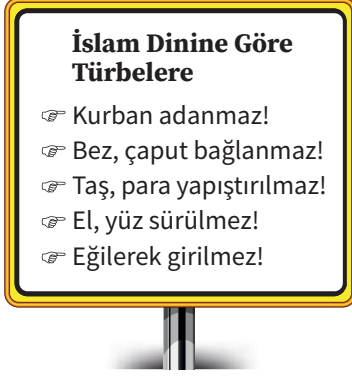 İslam Dinine Göre
Türbelere
☞ Kurban adanmaz!
☞ Bez, çaput bağlanmaz!
☞ Taş, para yapıştırılmaz!
☞ El, yüz sürülmez!
☞ Eğilerek girilmez!